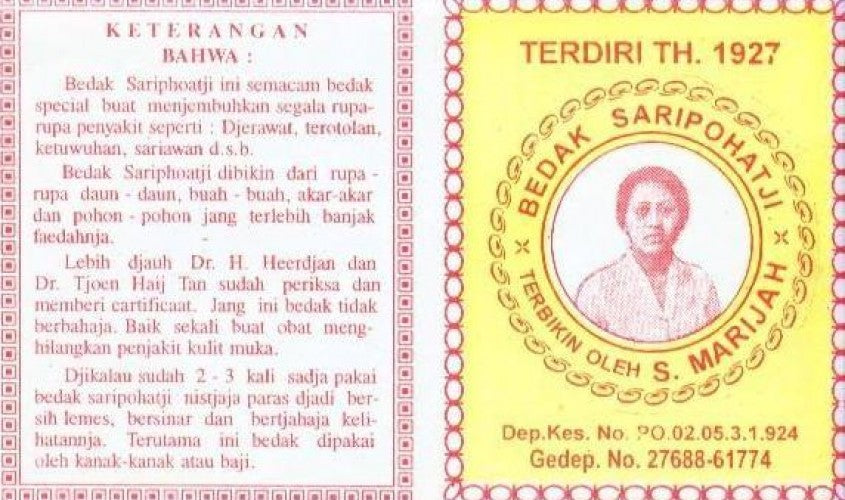 KETERANGAN
BAHWA :
Bedak Sariphoatji ini semacam bedak
special buat menjembuhkan segala rupa-
rupa penyakit seperti : Djerawat, terotolan,
ketuwuhan, sariawan d.s.b.
Bedak Sariphoatji dibikin dari rupa -
rupa daun - daun, buah - buah, akar-akar
dan pohon - pohon jang terlebih banjak
faedahnja.
Lebih djauh Dr. H. Heerdjan dan
Dr. Tjoen Haij Tan sudah periksa dan
memberi cartificaat. Jang ini bedak tidak
berbahaja. Baik sekali buat obat meng-
hilangkan penjakit kulit muka.
Djikalau sudah 2 - 3 kali sadja pakai
bedak saripohatji nistjaja paras djadi ber-
sih lemes, bersinar dan bertjahaja keli-
hatannja. Terutama ini bedak dipakai
oleh kanak-kanak atau baji.
TERDIRI TH. 1927
BEDAK SARIPOHATJI
TERBIKIN OLEH S. MARIJAH
Dep.Kes. No. PO.02.05.3.1.924
Gedep. No. 27688-61774